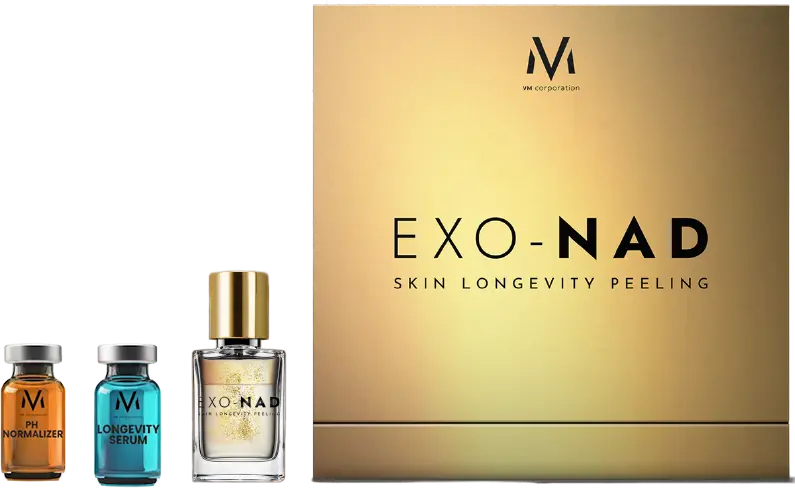 VM corporation
EXO-NAD
SKIN LONGEVITY PEELING
PH
NORMALIZER
LONGEVITY
SERUM
EXO-NAD
SKIN LONGEVITY PEELING